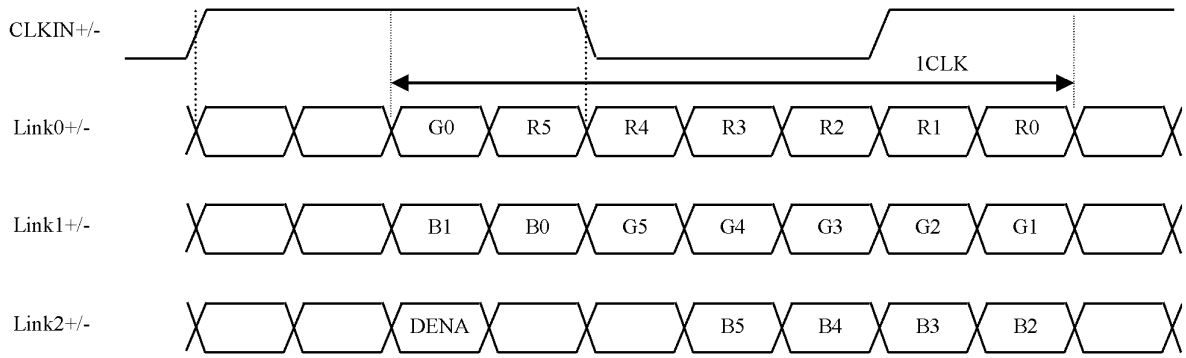 CLKIN+/-
1CLK
Link0+/- G0 R5 R4 R3 R2 R1 R0
Link1+/- B1 B0 G5 G4 G3 G2 G1
Link2+/- DENA B5 B4 B3 B2